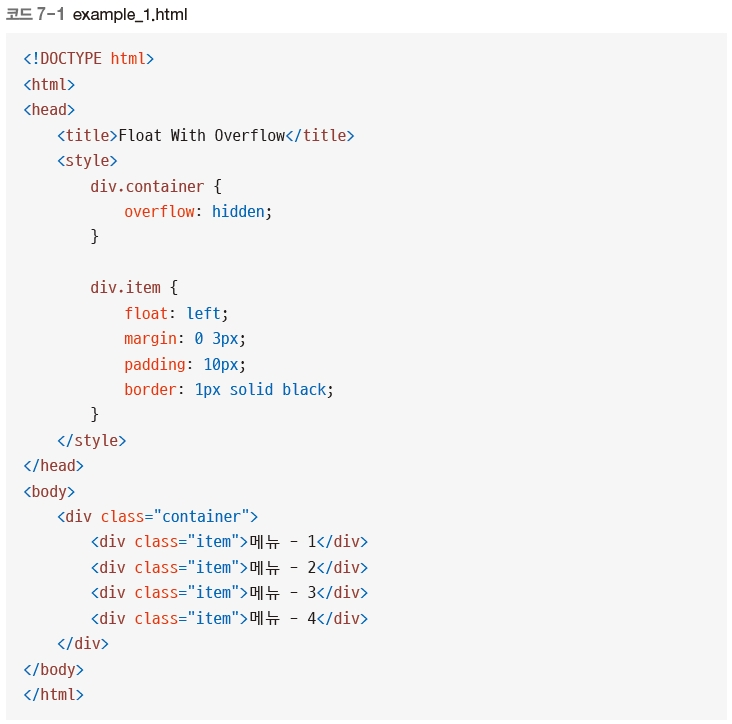 코드 7-1 example_1.html
<!DOCTYPE html>
<html>
<head>
    <title>Float With Overflow</title>
    <style>
        div.container {
            overflow: hidden;
        }

        div.item {
            float: left;
            margin: 0 3px;
            padding: 10px;
            border: 1px solid black;
        }
    </style>
</head>
<body>
    <div class="container">
        <div class="item">메뉴 - 1</div>
        <div class="item">메뉴 - 2</div>
        <div class="item">메뉴 - 3</div>
        <div class="item">메뉴 - 4</div>
    </div>
</body>
</html>